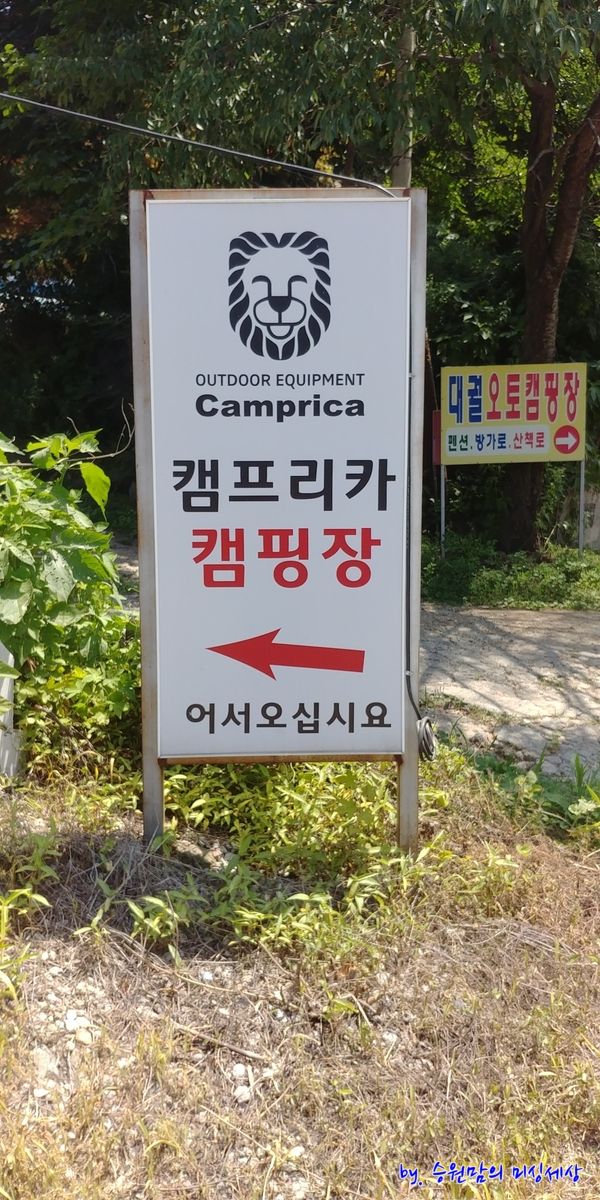 OUTDOOR EQUIPMENT
Camprica
캠프리카
캠핑장
어서오십시요
대궐오토캠핑장
펜션.방가로.산책로
by. 승원맘의 미싱세상